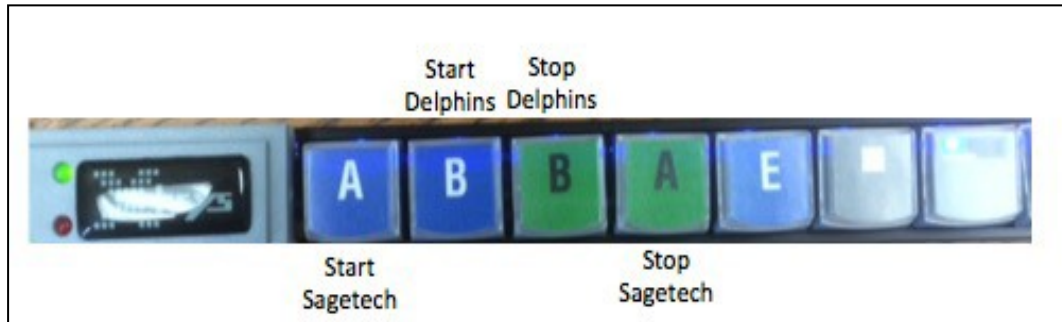 Start
Delphins
Stop
Delphins
A B B A E
Start
Sagetech
Stop
Sagetech